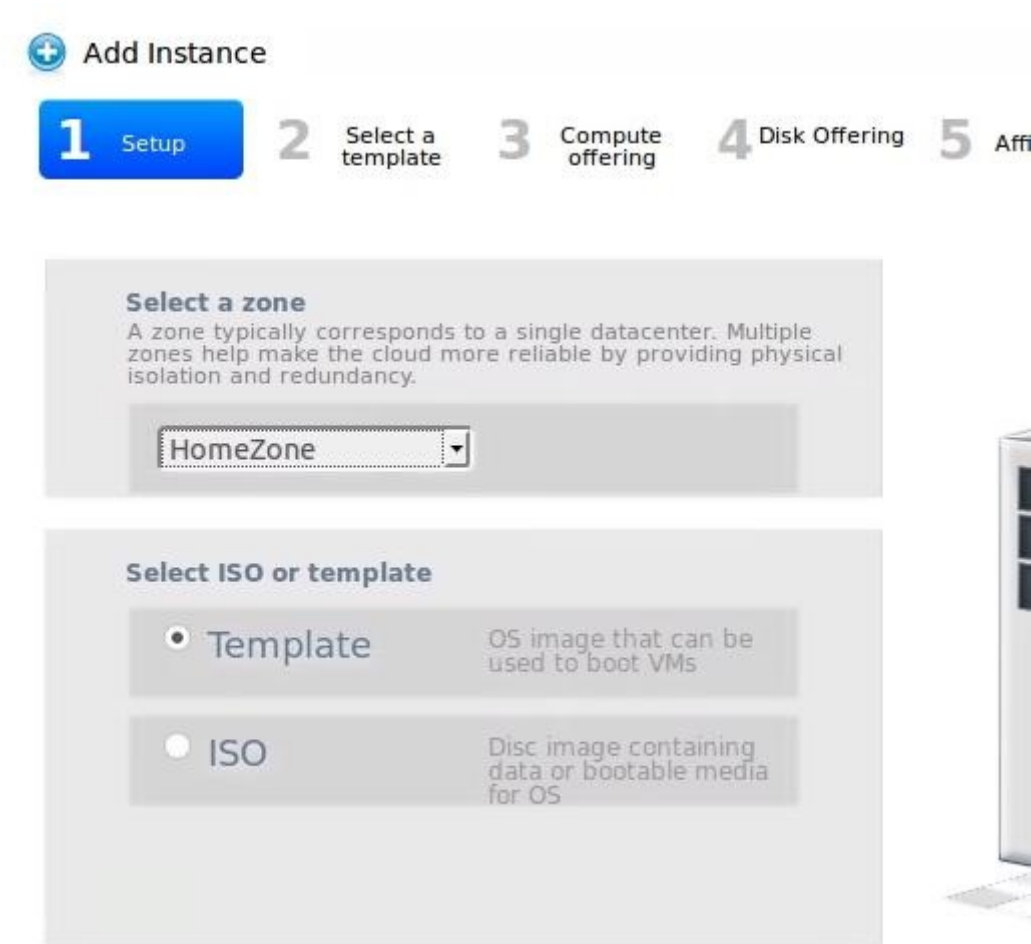 Add Instance
1 Setup
2 Select a
template
3 Compute
offering
4 Disk Offering
5
Select a zone
A zone typically corresponds to a single datacenter. Multiple
zones help make the cloud more reliable by providing physical
isolation and redundancy.
HomeZone
Select ISO or template
Template
OS image that can be
used to boot VMs
ISO
Disc image containing
data or bootable media
for OS